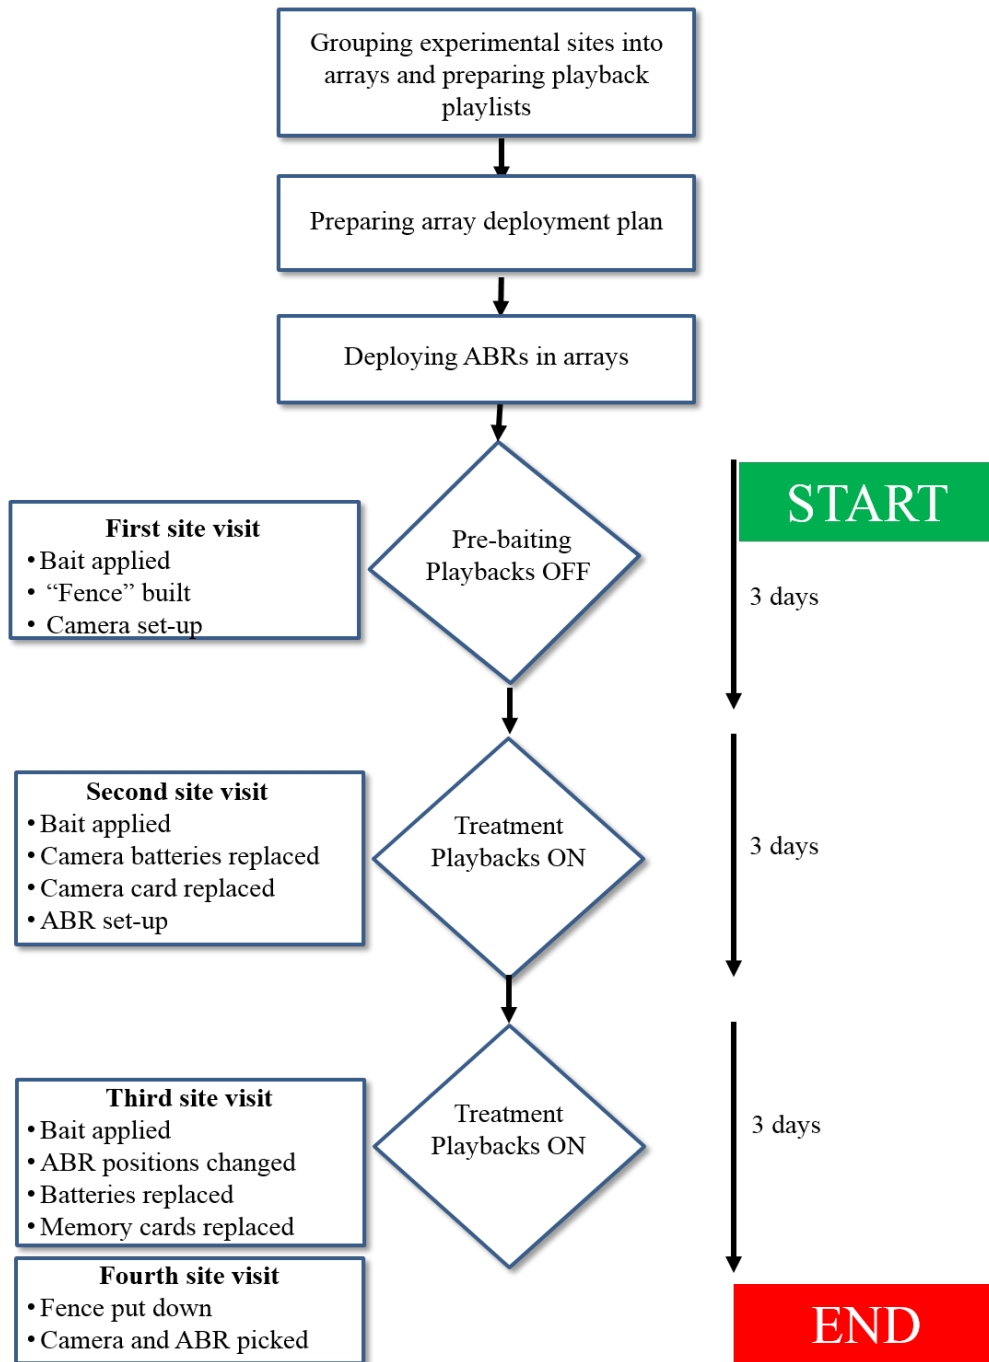 Grouping experimental sites into
arrays and preparing playback
playlists
Preparing array deployment plan
Deploying ABRs in arrays
START
First site visit
• Bait applied
• “Fence” built
• Camera set-up
Pre-baiting
Playbacks OFF
3 days
Second site visit
• Bait applied
• Camera batteries replaced
• Camera card replaced
• ABR set-up
Treatment
Playbacks ON
3 days
Third site visit
• Bait applied
• ABR positions changed
• Batteries replaced
• Memory cards replaced
Treatment
Playbacks ON
3 days
Fourth site visit
• Fence put down
• Camera and ABR picked
END